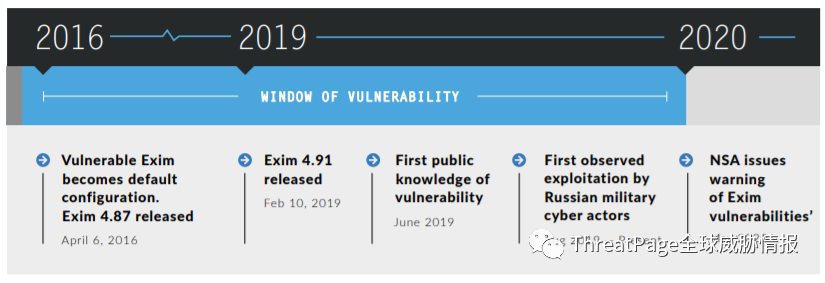 2016
2019
2020
WINDOW OF VULNERABILITY
Vulnerable Exim
becomes default
configuration.
Exim 4.87 released
April 6, 2016
Exim 4.91
released
Feb 10, 2019
First public
knowledge of
vulnerability
June 2019
First observed
exploitation by
Russian military
cyber actors
NSA issues
warning
of Exim
vulnerabilities’
ThreatPage全球威胁情报